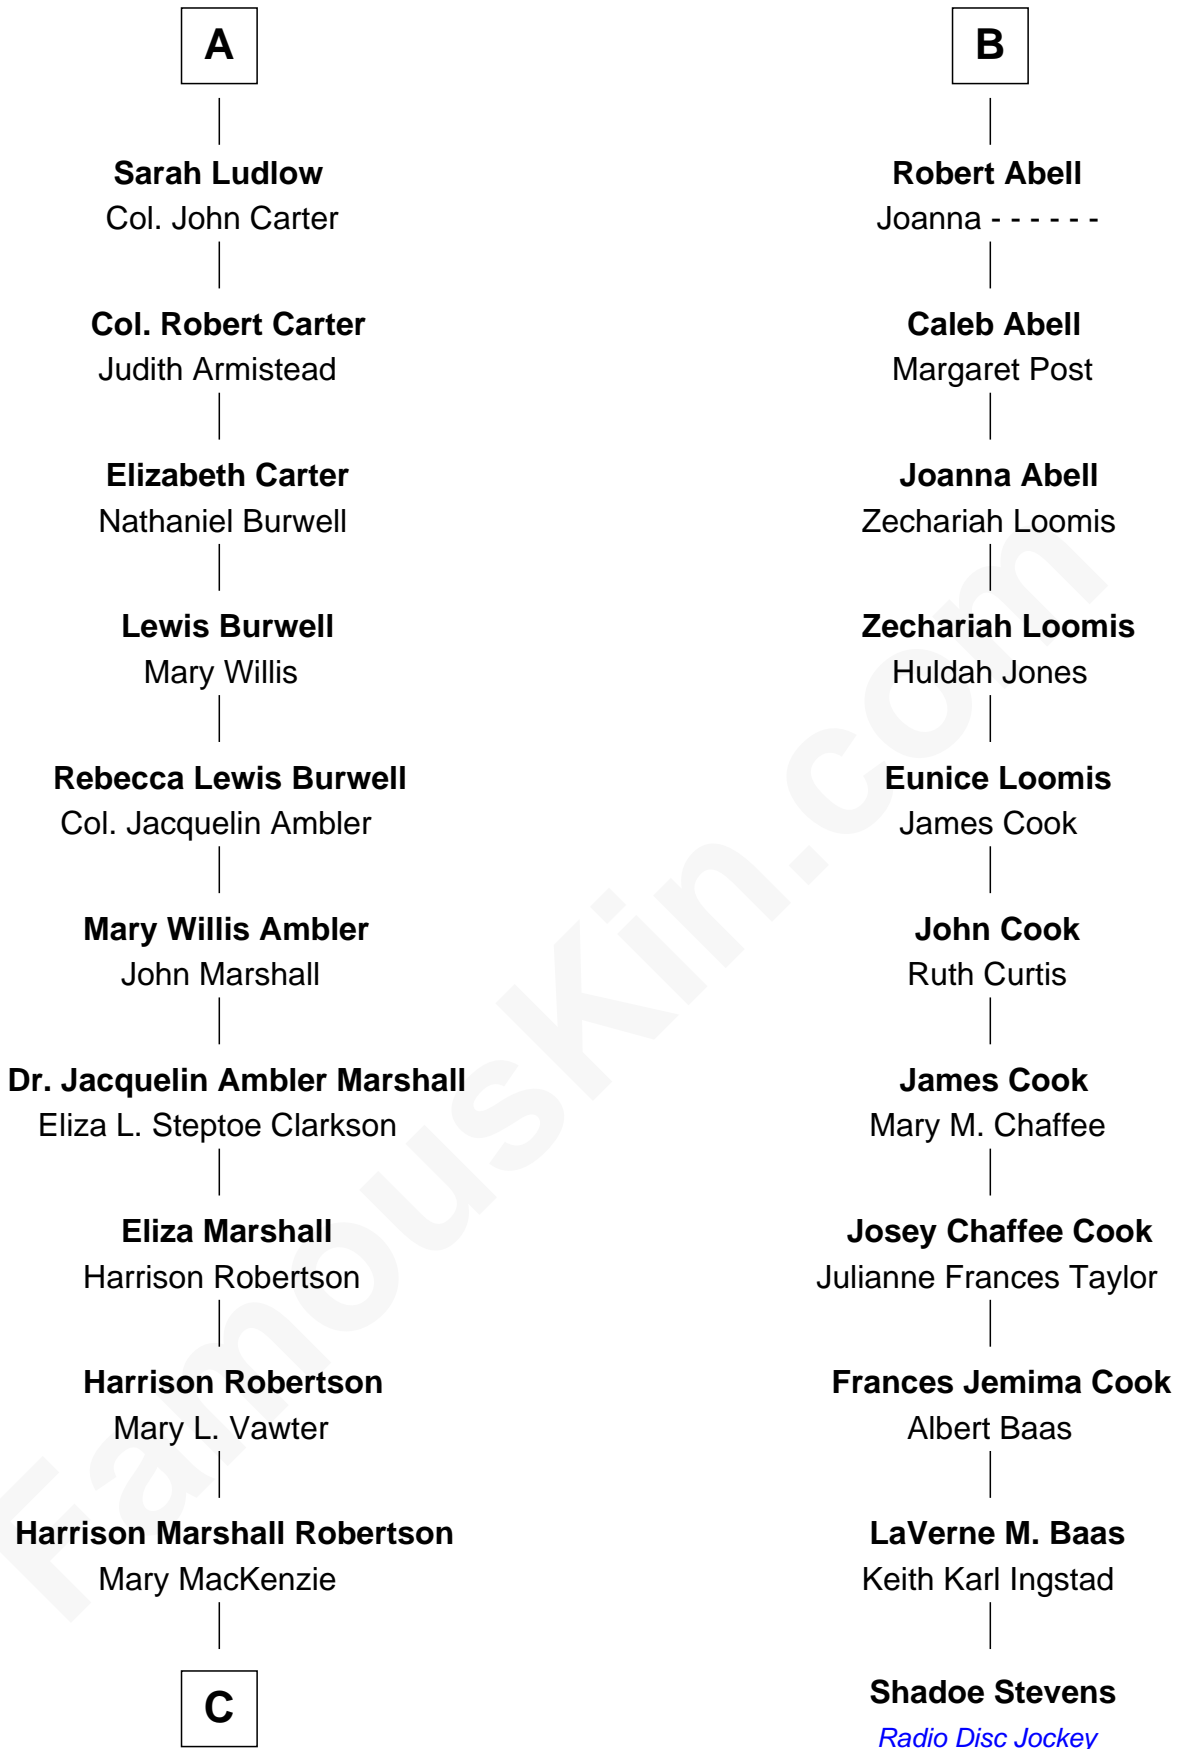 A
Sarah Ludlow
Col. John Carter
Col. Robert Carter
Judith Armistead
Elizabeth Carter
Nathaniel Burwell
Lewis Burwell
Mary Willis
Rebecca Lewis Burwell
Col. Jacquelin Ambler
Mary Willis Ambler
John Marshall
Dr. Jacquelin Ambler Marshall
Eliza L. Steptoe Clarkson
Eliza Marshall
Harrison Robertson
Harrison Robertson
Mary L. Vawter
Harrison Marshall Robertson
Mary MacKenzie
C
B
Robert Abell
Joanna - - - - - -
Caleb Abell
Margaret Post
Joanna Abell
Zechariah Loomis
Zechariah Loomis
Huldah Jones
Eunice Loomis
James Cook
John Cook
Ruth Curtis
James Cook
Mary M. Chaffee
Josey Chaffee Cook
Julianne Frances Taylor
Frances Jemima Cook
Albert Baas
LaVerne M. Baas
Keith Karl Ingstad
Shadoe Stevens
Radio Disc Jockey
FamousKin.com